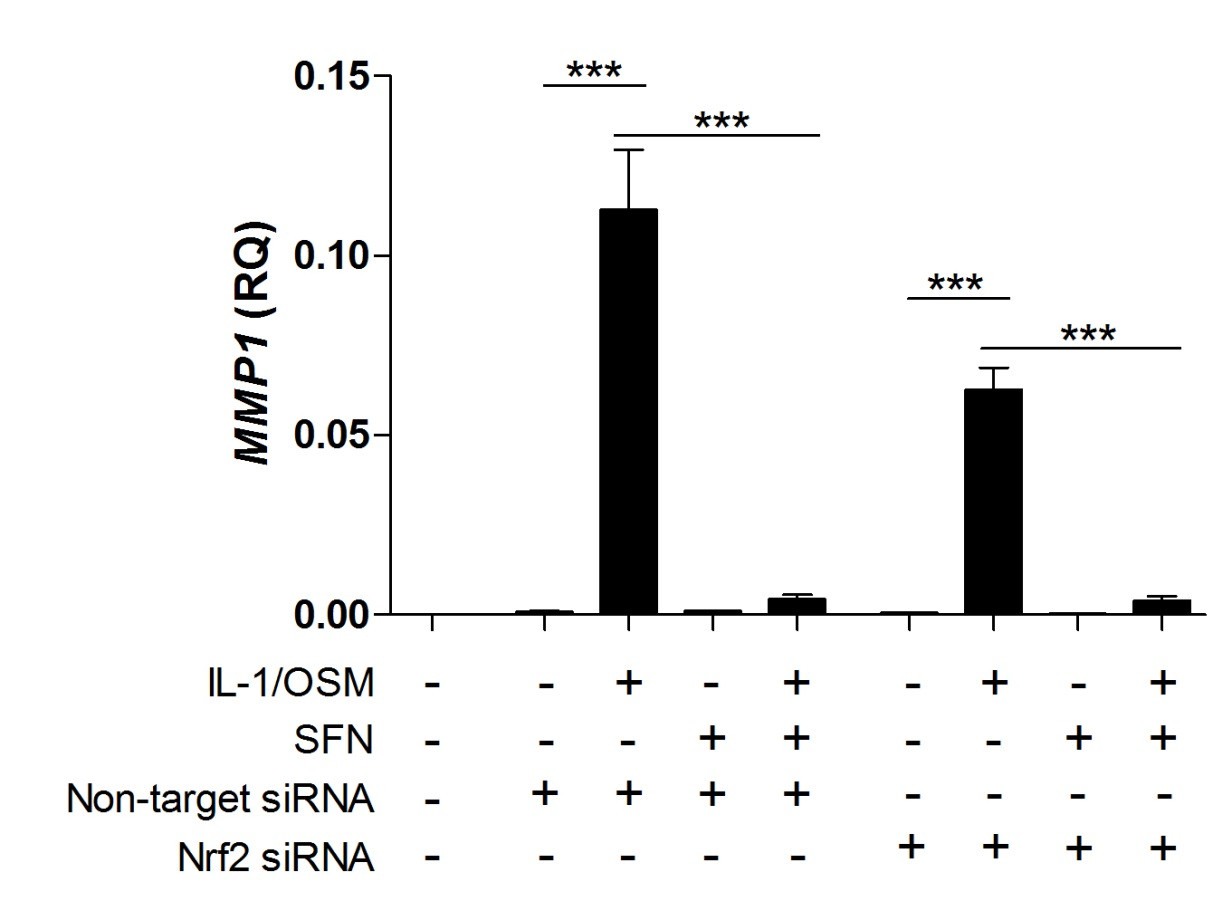 0.15
0.10
0.05
0.00
MMP1 (RQ)
***
***
***
***
IL-1/OSM - - + - + - + - +
SFN - - - + + - - + +
Non-target siRNA - + + + + - - - -
Nrf2 siRNA - - - - - + + + +